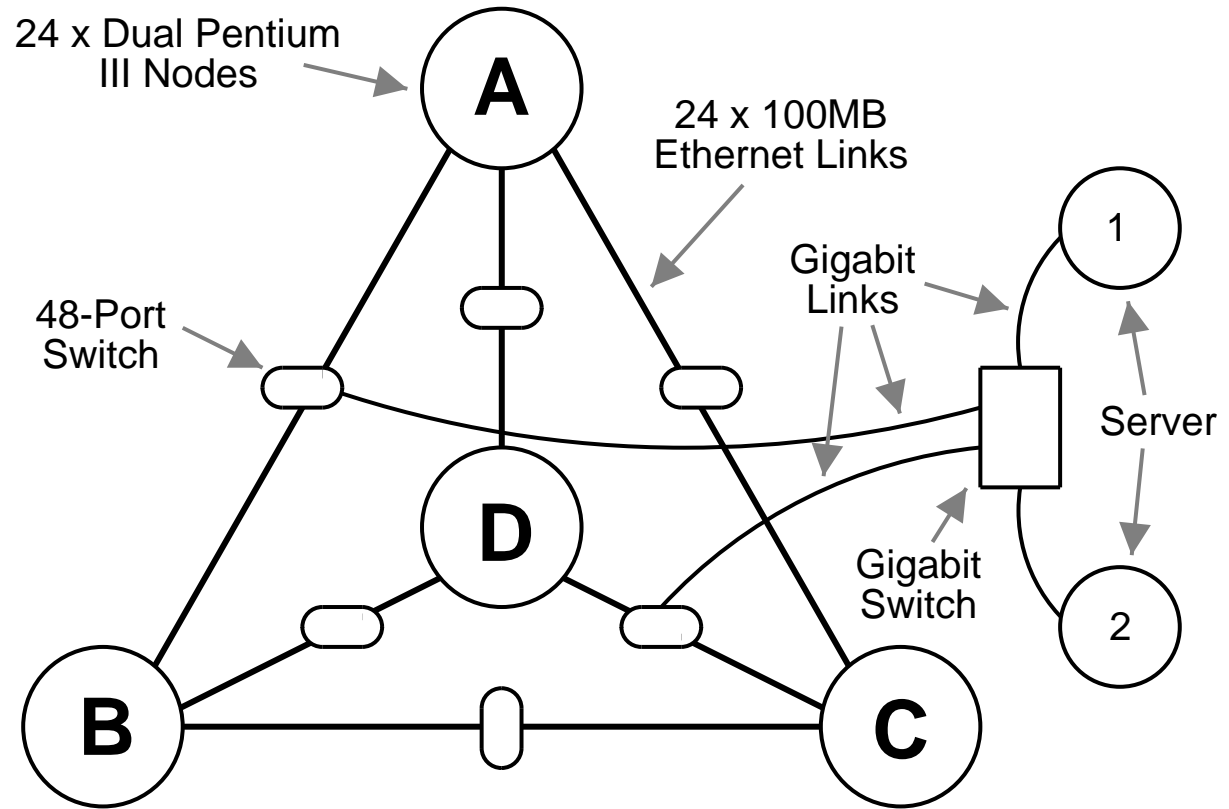 24 x Dual Pentium
III Nodes
A
24 x 100MB
Ethernet Links
1
Gigabit
Links
48-Port
Switch
Server
D
Gigabit
Switch
2
B
C